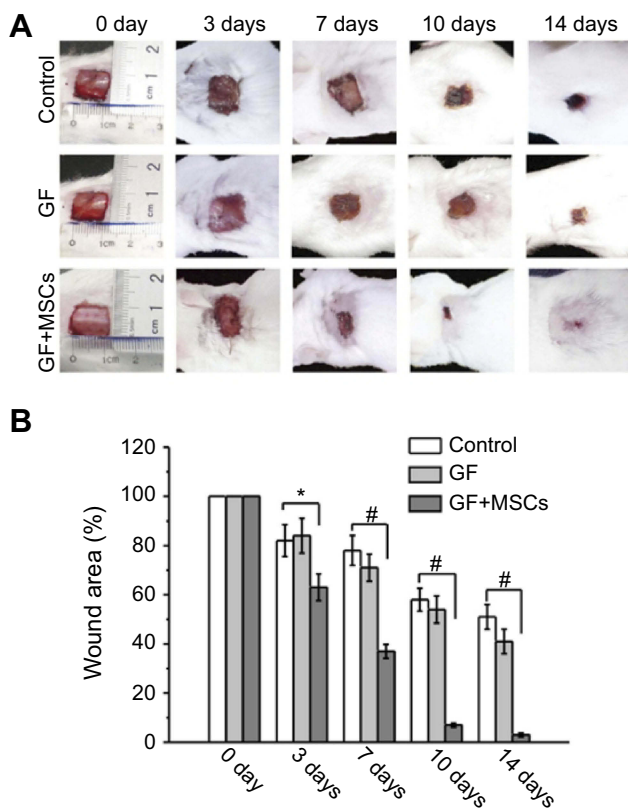 A
0 day 3 days 7 days 10 days 14 days
Control
GF
GF+MSCs
B
120
100
80
60
40
20
0
Wound area (%)
Control
GF
GF+MSCs
*
#
#
#
0 day
3 days
7 days
10 days
14 days